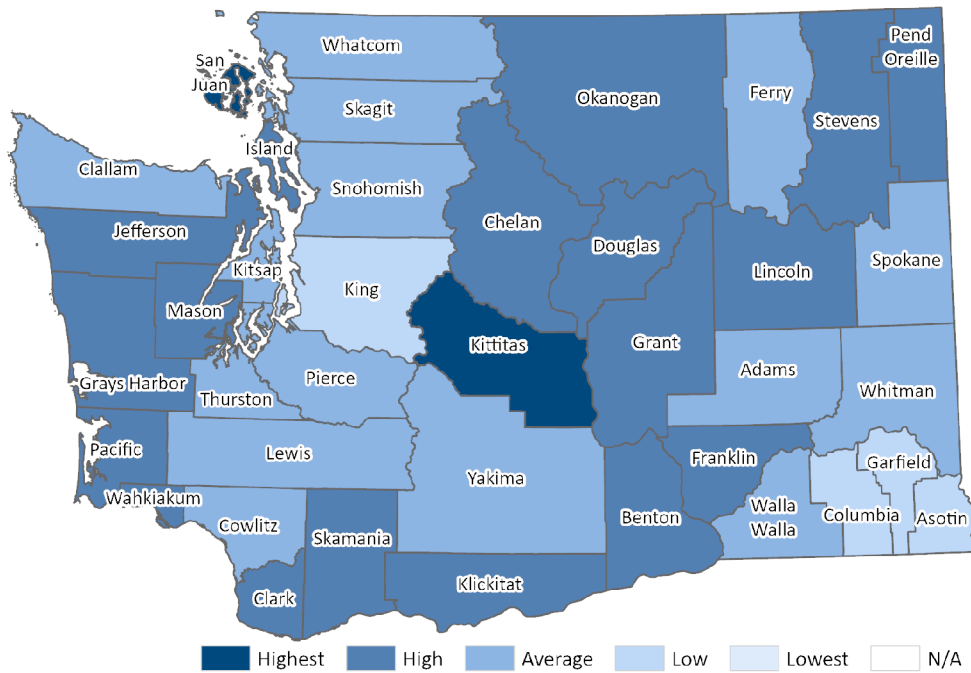 Whatcom
San
Juan
Skagit
Okanogan
Ferry
Pend
Oreille
Stevens
Island
Clallam
Snohomish
Chelan
Jefferson
Douglas
Spokane
Kitsap
King
Lincoln
Mason
Kittitas
Grant
Adams
Grays Harbor
Thurston
Pierce
Whitman
Pacific
Lewis
Yakima
Franklin
Garfield
Wahkiakum
Cowlitz
Skamania
Benton
Walla
Walla
Columbia
Asotin
Clark
Klickitat
Highest
High
Average
Low
Lowest
N/A